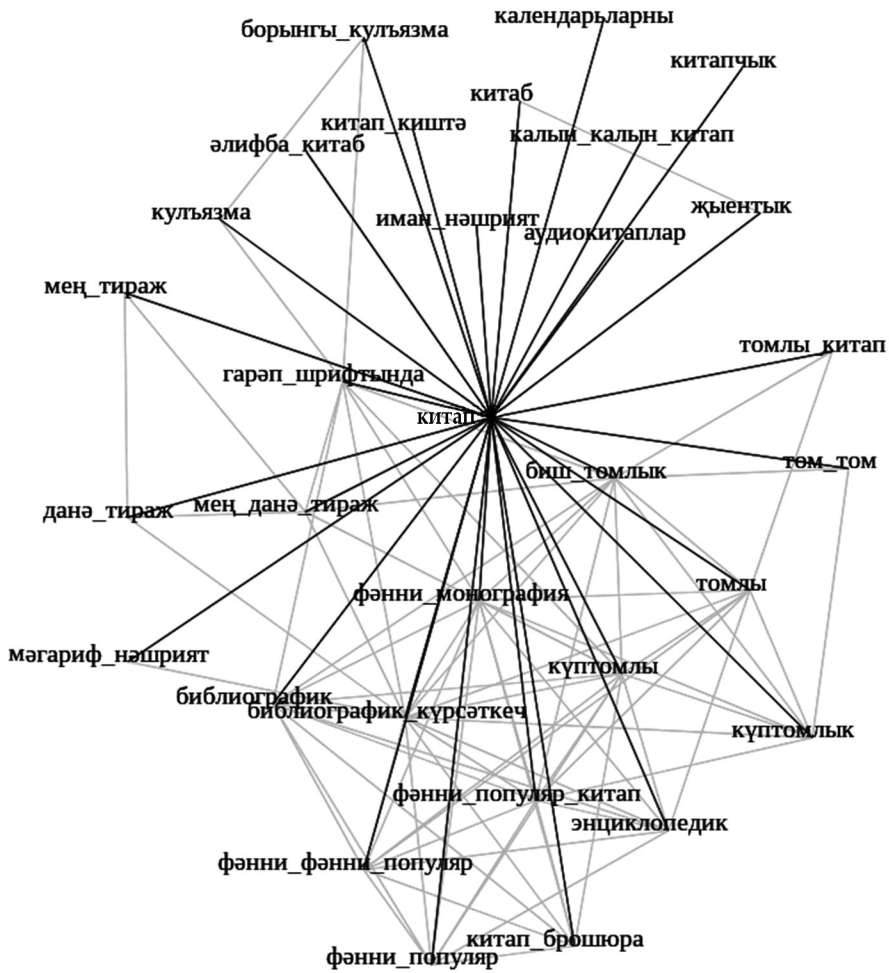 календарьларны
борынгы_кулъязма
китапчык
китаб
китап_киштә
калын_калын_китап
әлифба_китаб
җыентык
кулъязма
иман_нәшрият
аудиокитаплар
мең_тираж
томлы_китап
гарәп_шрифтында
китап
том_том
биш_томлык
мең_данә_тираж
данә_тираж
томлы
фәнни_монография
мәгариф_нәшрият
күптомлы
библиографик
библиографик_күрсәткеч
күптомлык
фәнни_популяр_китап
энциклопедик
фәнни_фәнни_популяр
китап_брошюра
фәнни_популяр